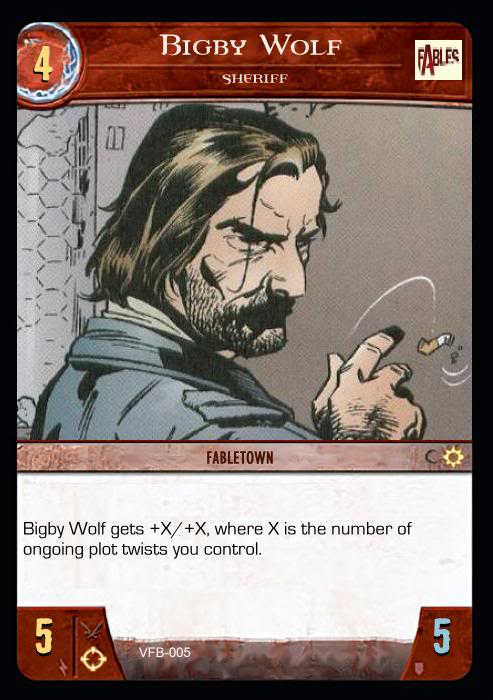 4
Bigby Wolf
Sheriff
FABLES
FABLETOWN
C
Bigby Wolf gets +X/+X, where X is the number of
ongoing plot twists you control.
5
VFB-005
5